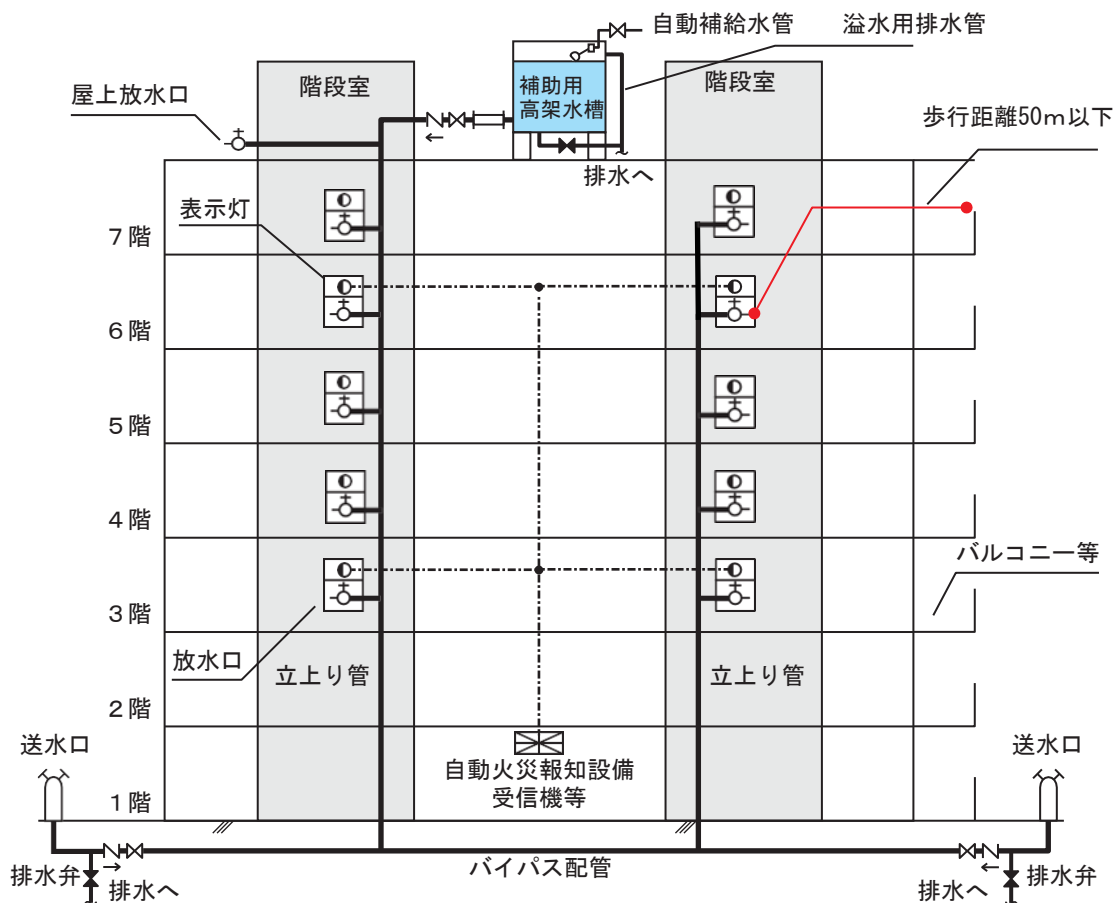 自動補給水管
溢水用排水管
階段室
補助用
高架水槽
階段室
屋上放水口
歩行距離50m以下
排水へ
表示灯
7階
6階
5階
4階
バルコニー等
3階
放水口
立上り管
立上り管
2階
送水口
送水口
自動火災報知設備
受信機等
1階
バイパス配管
排水弁
排水へ
排水へ
排水弁